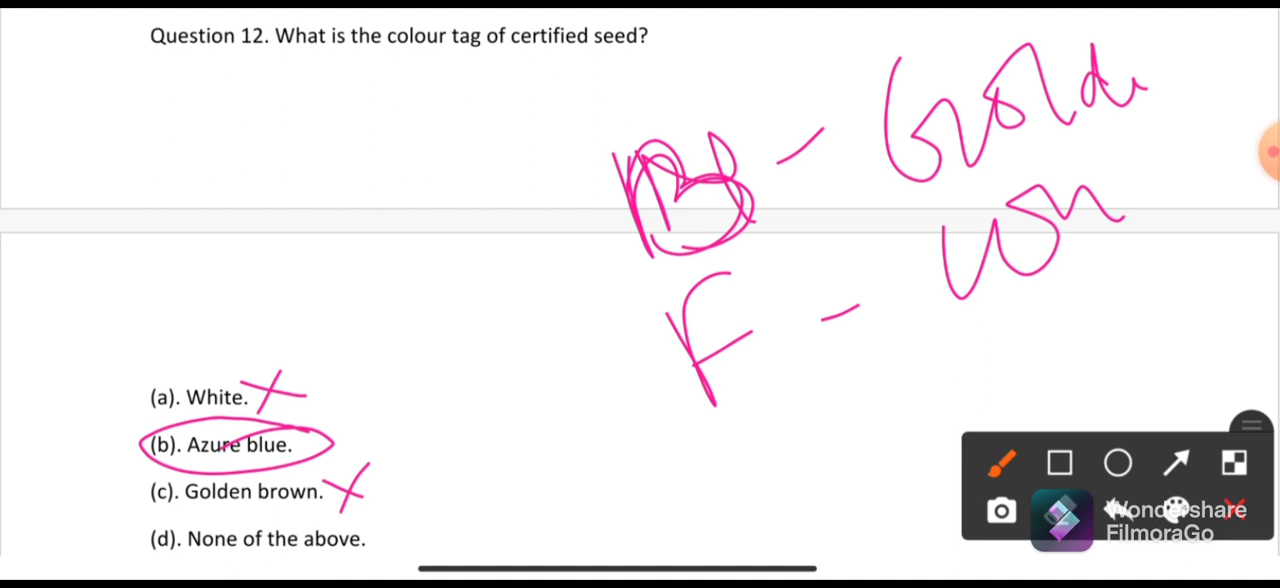 Question 12. What is the colour tag of certified seed?
B - Golde
F -
(a). White.
(b). Azure blue.
(c). Golden brown.
(d). None of the above.
Wondershare
FilmoraGo